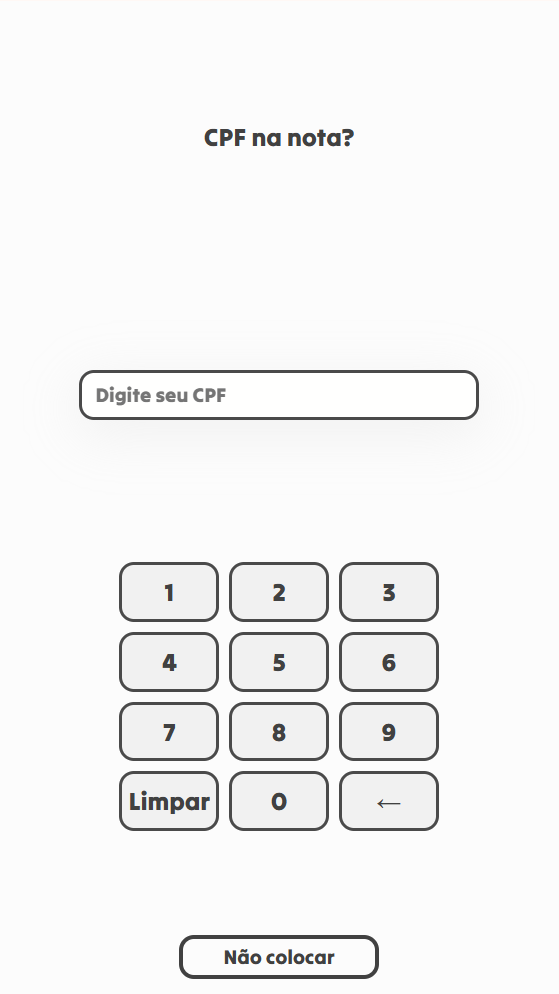 CPF na nota?
Digite seu CPF
1 2 3
4 5 6
7 8 9
Limpar 0 ←
Não colocar